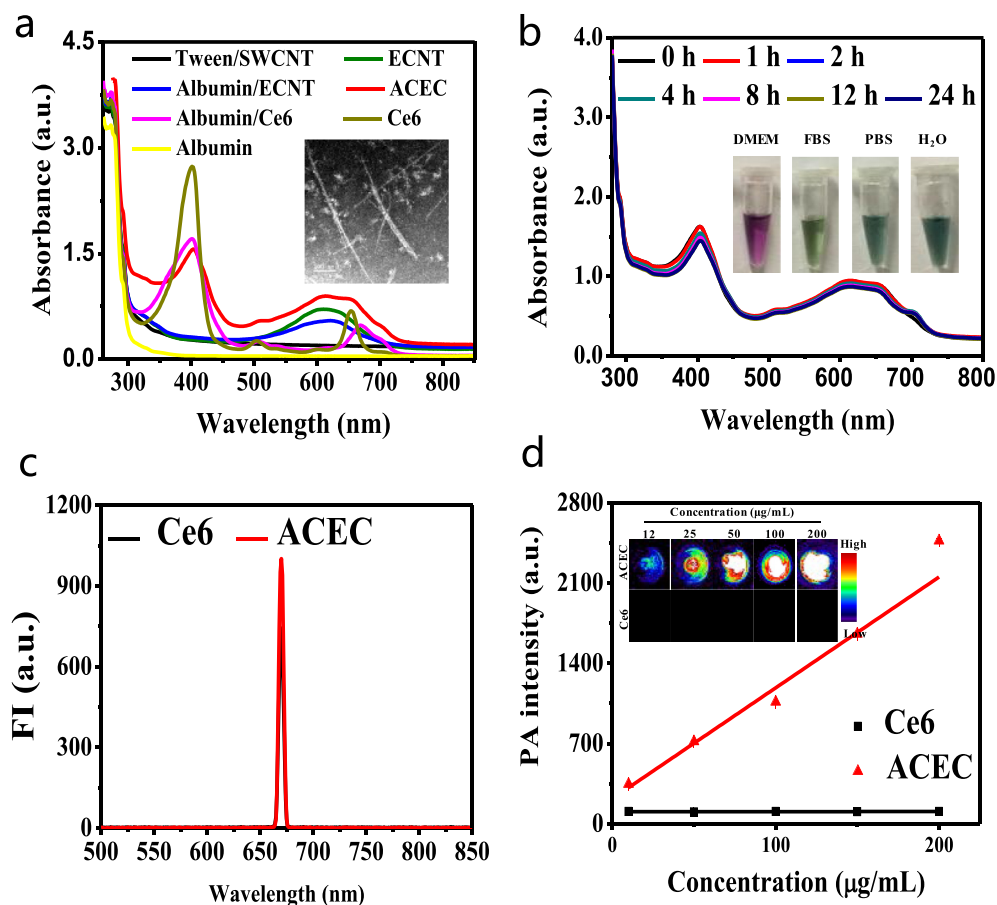 a
4.5
3.0
1.5
0.0
Absorbance (a.u.)
Tween/SWCNT
ECNT
Albumin/ECNT
ACEC
Albumin/Ce6
Ce6
Albumin
300 400 500 600 700 800
Wavelength (nm)
b
4.0
3.0
2.0
1.0
0.0
Absorbance (a.u.)
0 h 1 h 2 h
4 h 8 h 12 h 24 h
DMEM FBS PBS H₂O
300 400 500 600 700 800
Wavelength (nm)
c
1200
900
600
300
0
FI (a.u.)
Ce6 ACEC
500 550 600 650 700 750 800 850
Wavelength (nm)
d
2800
2100
1400
700
0
PA intensity (a.u.)
Concentration (μg/mL)
12 25 50 100 200
ACEC
Ce6
High
Low
Ce6
ACEC
0 100 200
Concentration (μg/mL)